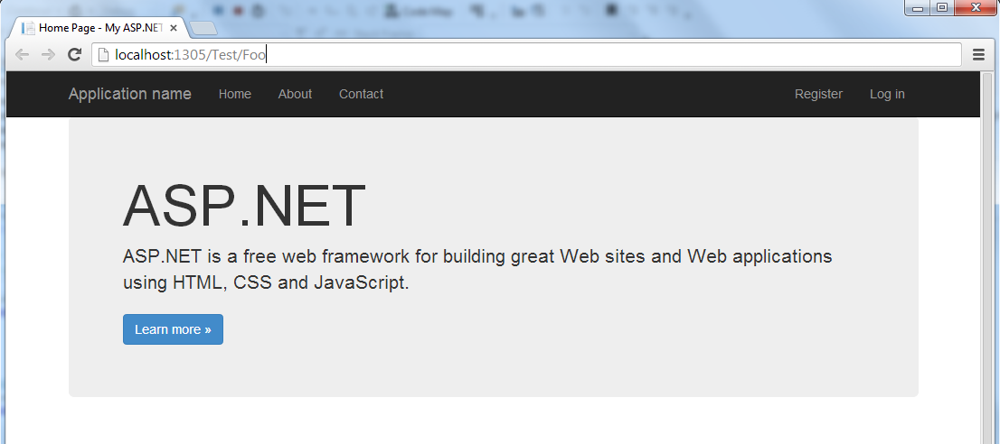 Home Page - My ASP.NET
localhost:1305/Test/Foo
Application name Home About Contact Register Log in
ASP.NET
ASP.NET is a free web framework for building great Web sites and Web applications
using HTML, CSS and JavaScript.
Learn more »